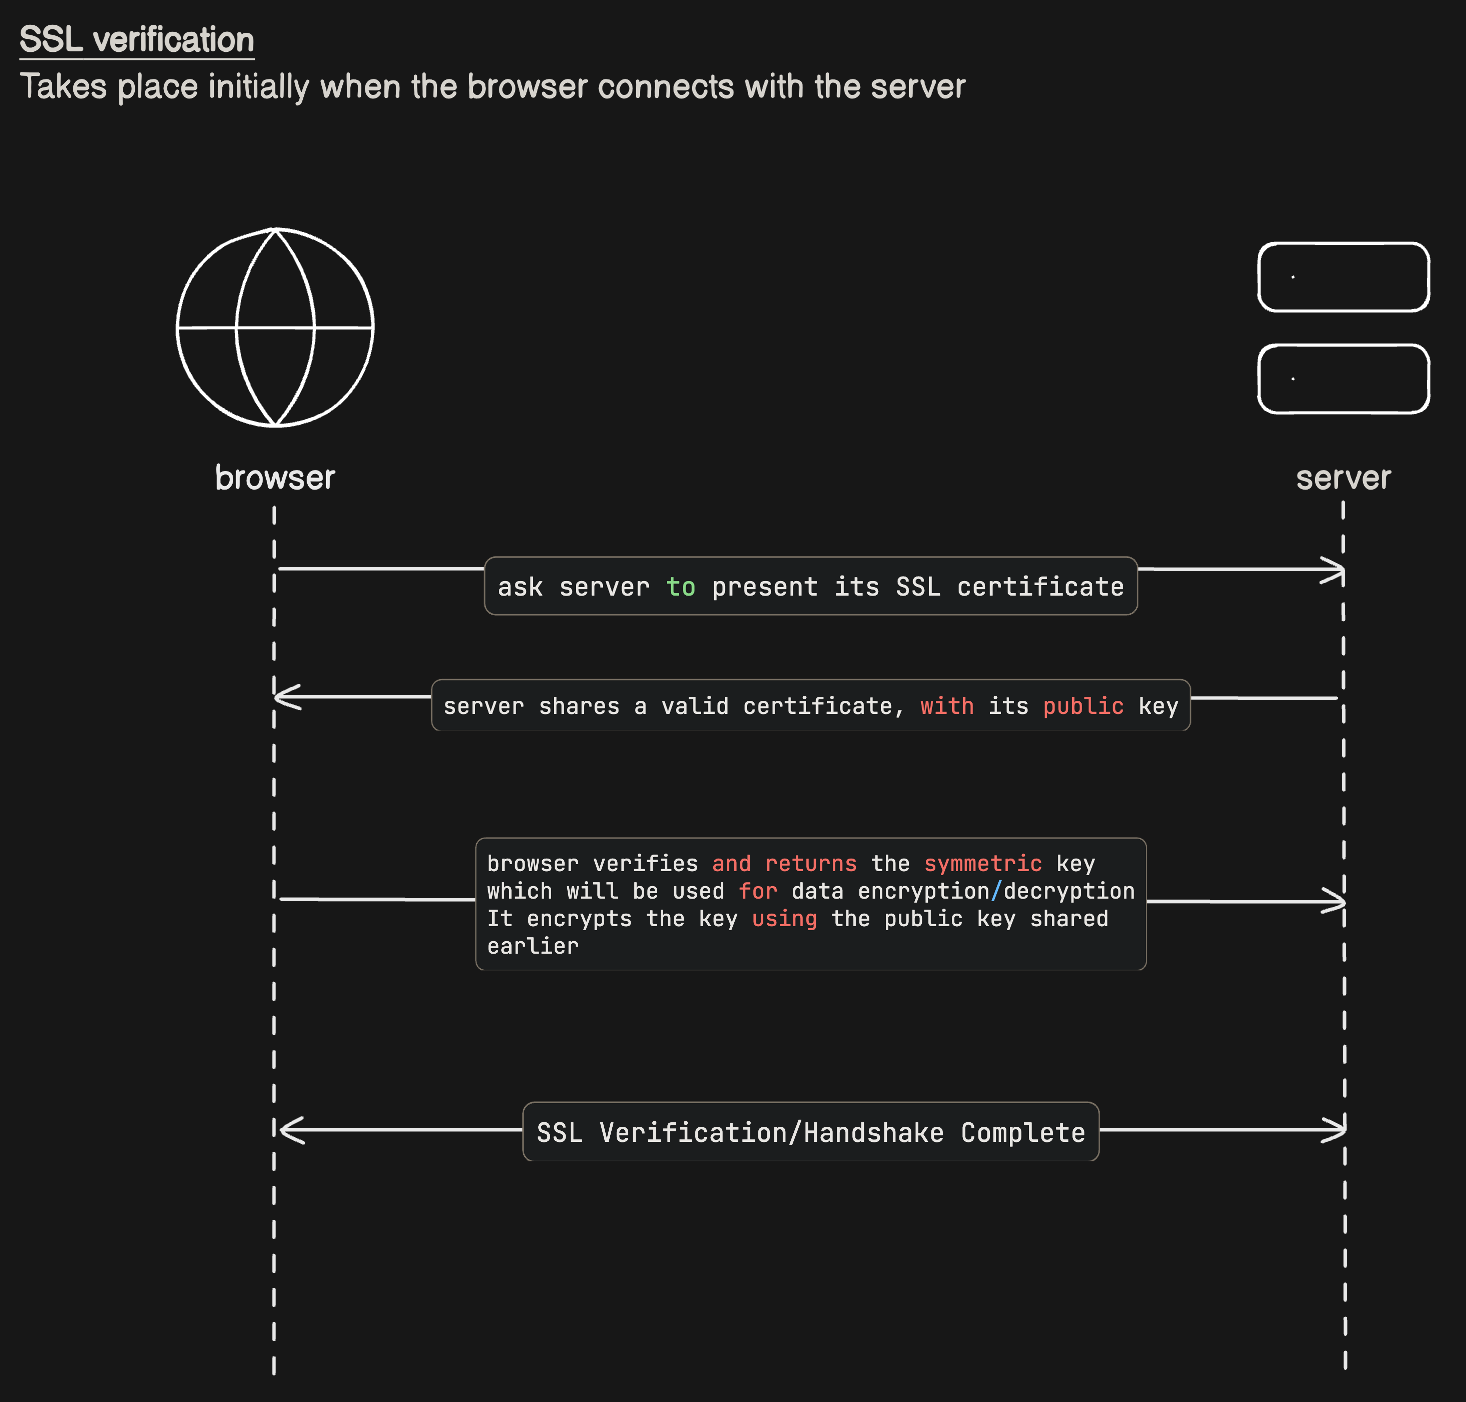 SSL verification
Takes place initially when the browser connects with the server
browser
server
ask server to present its SSL certificate
server shares a valid certificate, with its public key
browser verifies and returns the symmetric key
which will be used for data encryption/decryption
It encrypts the key using the public key shared
earlier
SSL Verification/Handshake Complete